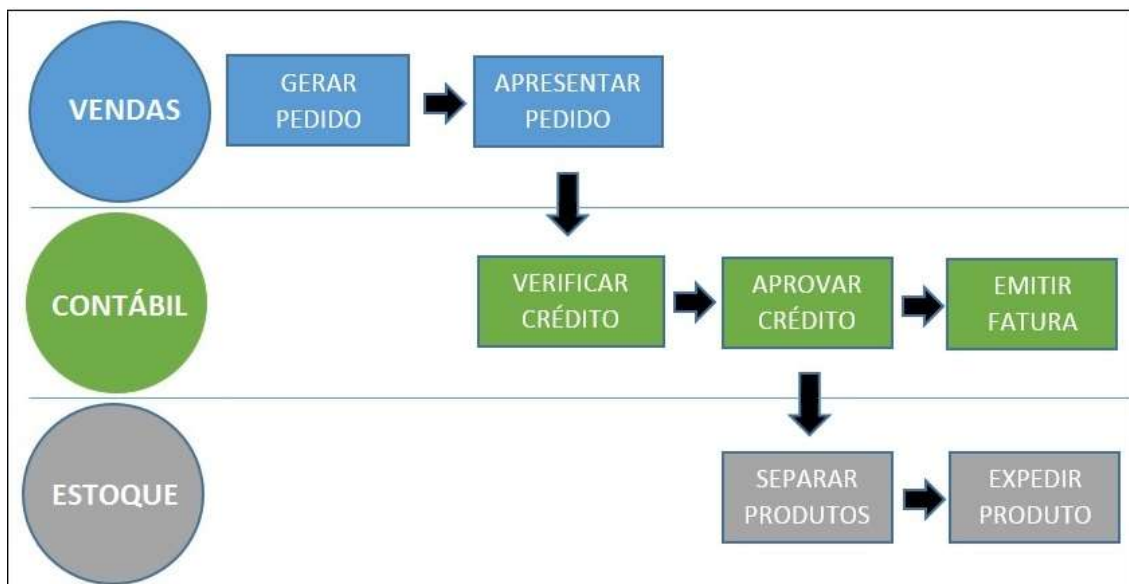 VENDAS
GERAR
PEDIDO
APRESENTAR
PEDIDO
CONTÁBIL
VERIFICAR
CRÉDITO
APROVAR
CRÉDITO
EMITIR
FATURA
ESTOQUE
SEPARAR
PRODUTOS
EXPEDIR
PRODUTO